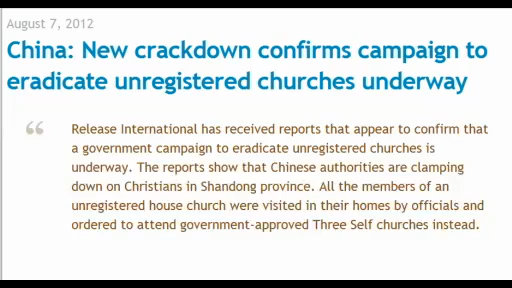 August 7, 2012
China: New crackdown confirms campaign to
eradicate unregistered churches underway
“
Release International has received reports that appear to confirm that
a government campaign to eradicate unregistered churches is
underway. The reports show that Chinese authorities are clamping
down on Christians in Shandong province. All the members of an
unregistered house church were visited in their homes by officials and
ordered to attend government-approved Three Self churches instead.